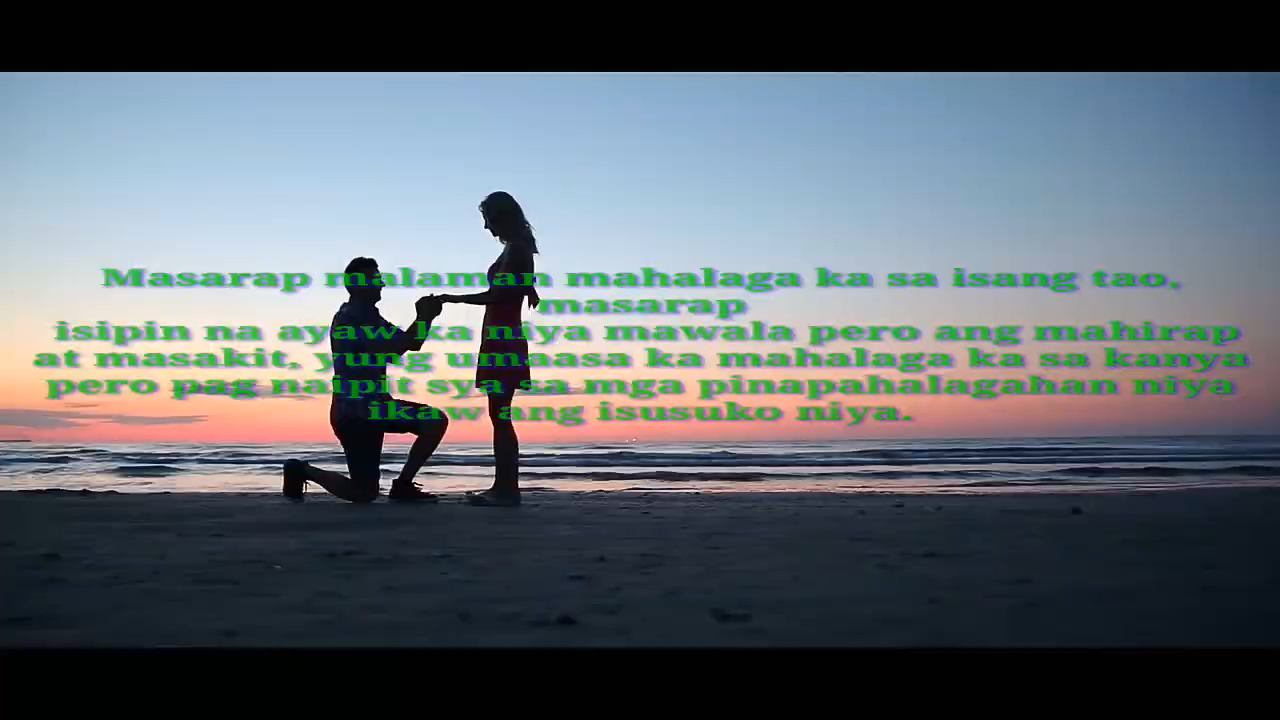 Masarap malaman mahalaga ka sa isang tao,
masarap
isipin na ayaw ka niya mawala pero ang mahirap
at masakit, yung umaasa ka mahalaga ka sa kanya
pero pag naipit sya sa mga pinapahalagahan niya
ikaw ang isusuko niya.